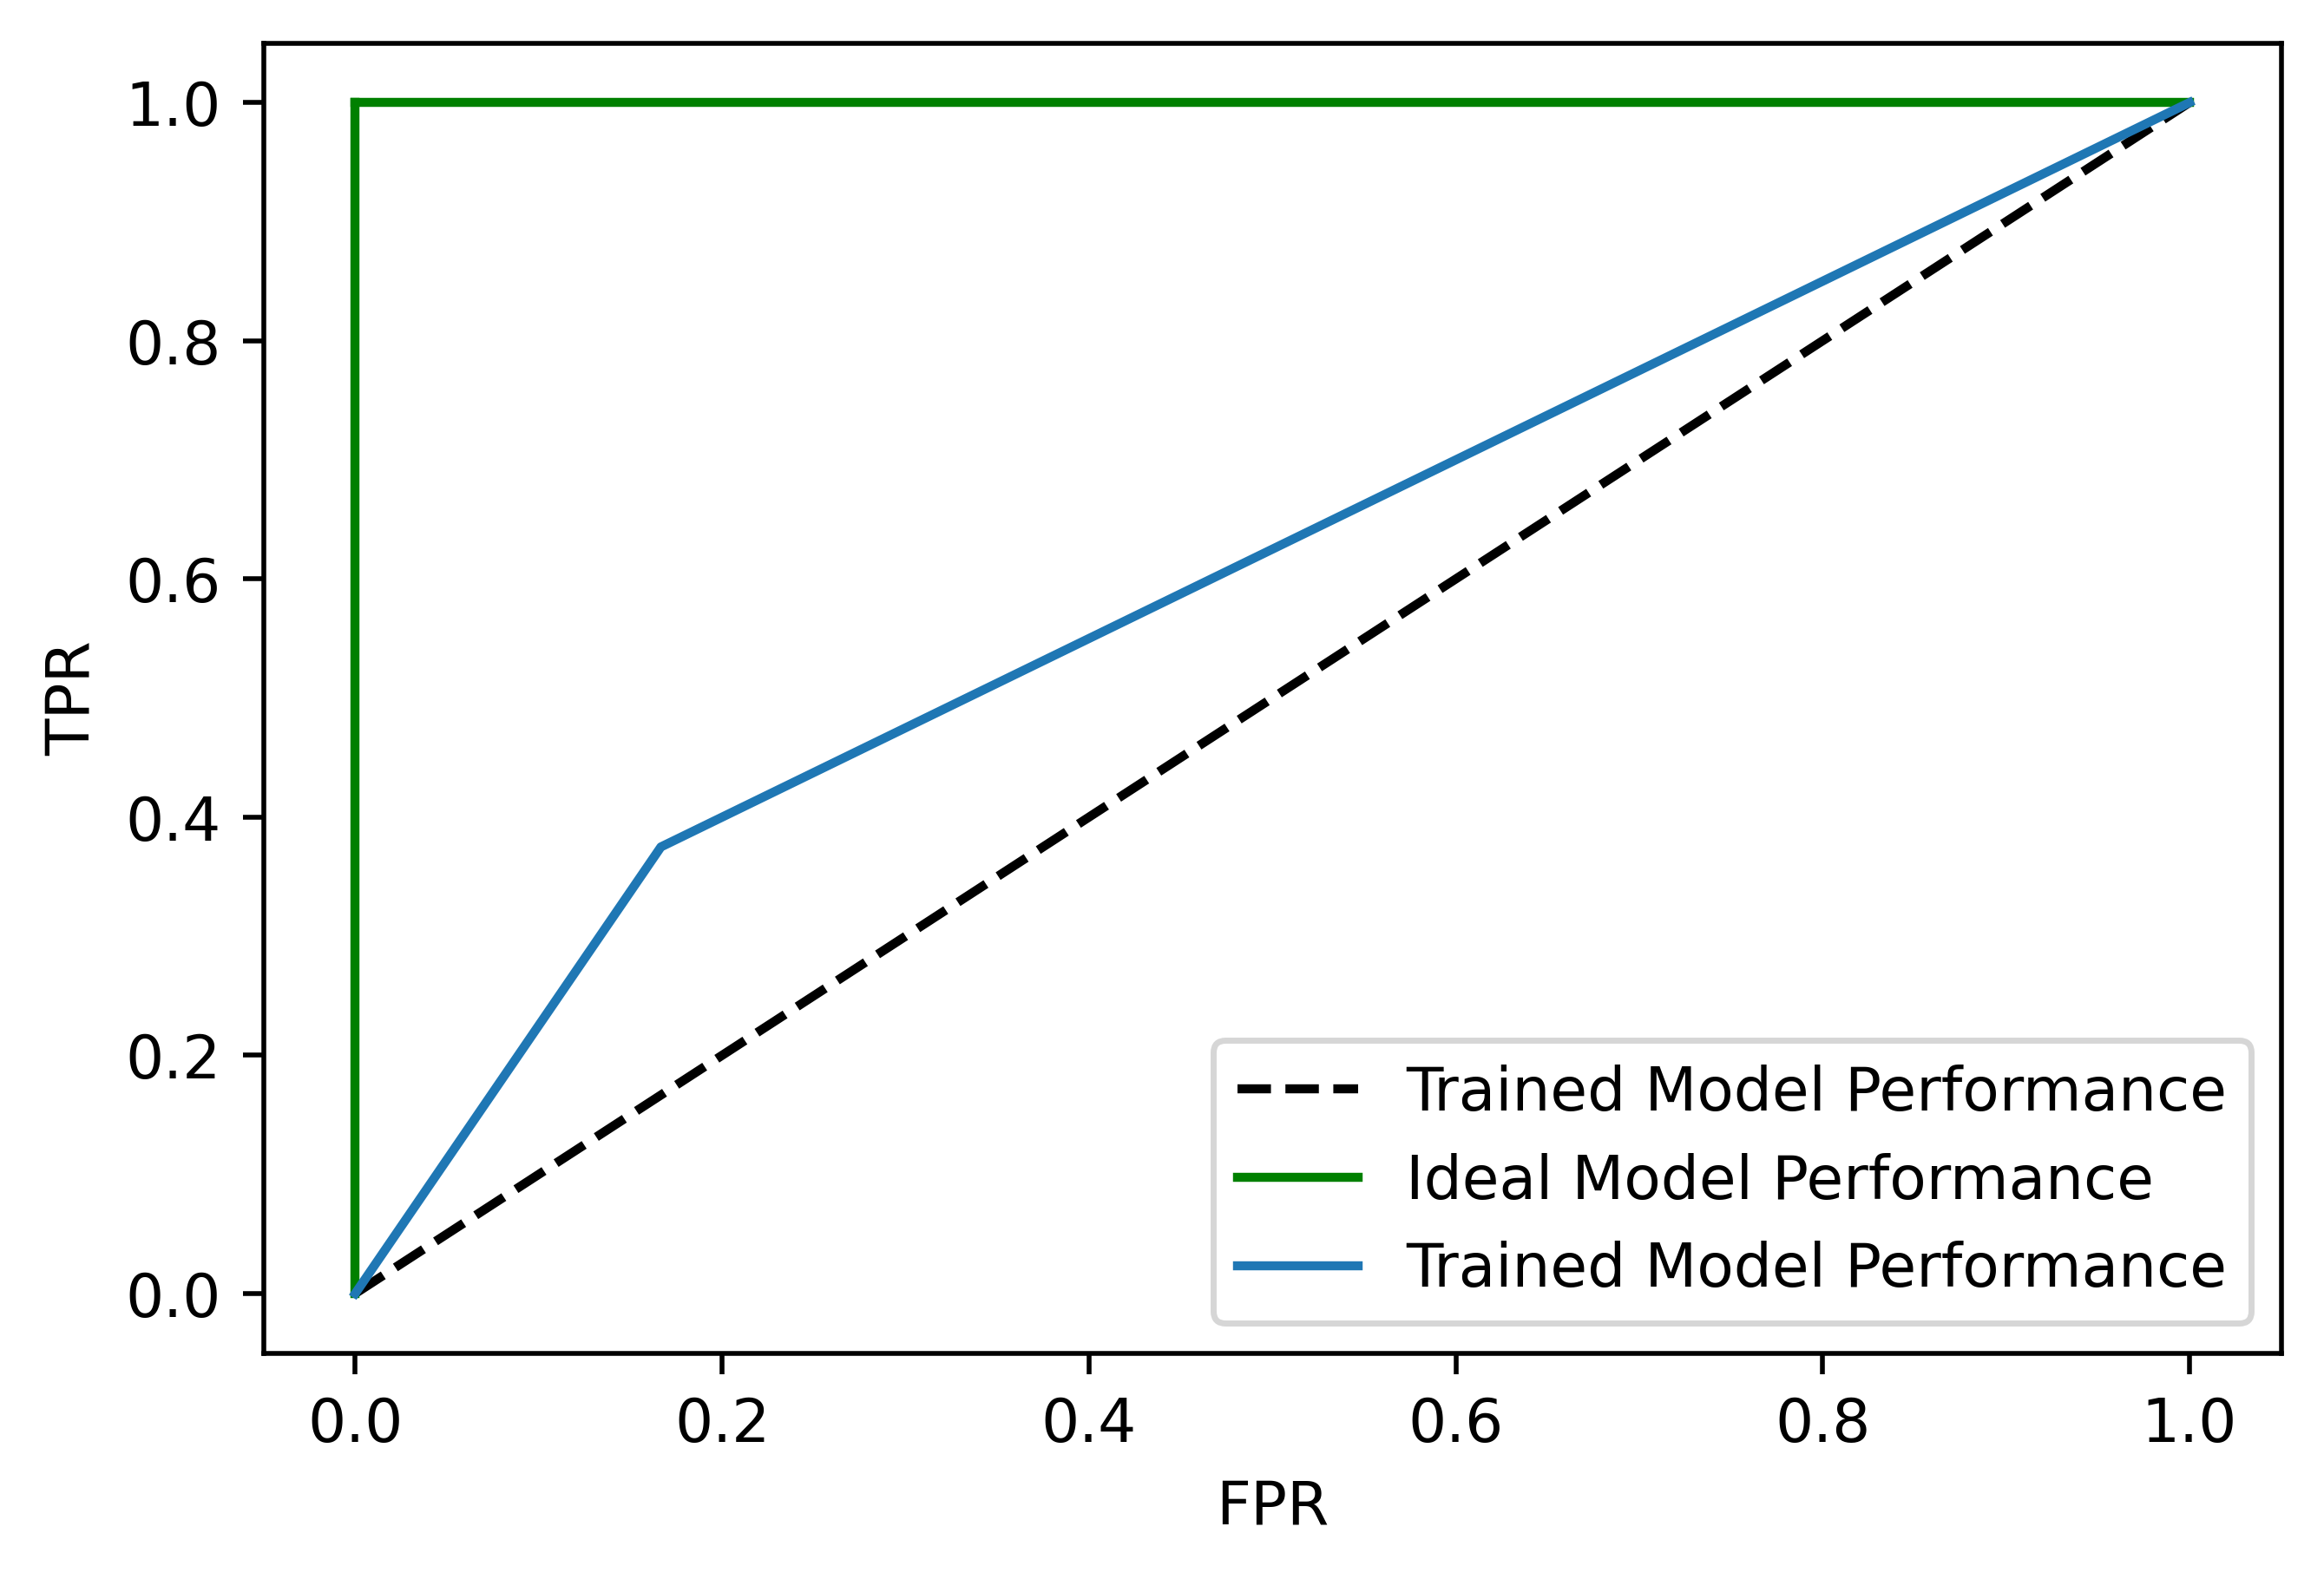 1.0
0.8
0.6
0.4
0.2
0.0
TPR
Trained Model Performance
Ideal Model Performance
Trained Model Performance
0.0 0.2 0.4 0.6 0.8 1.0
FPR